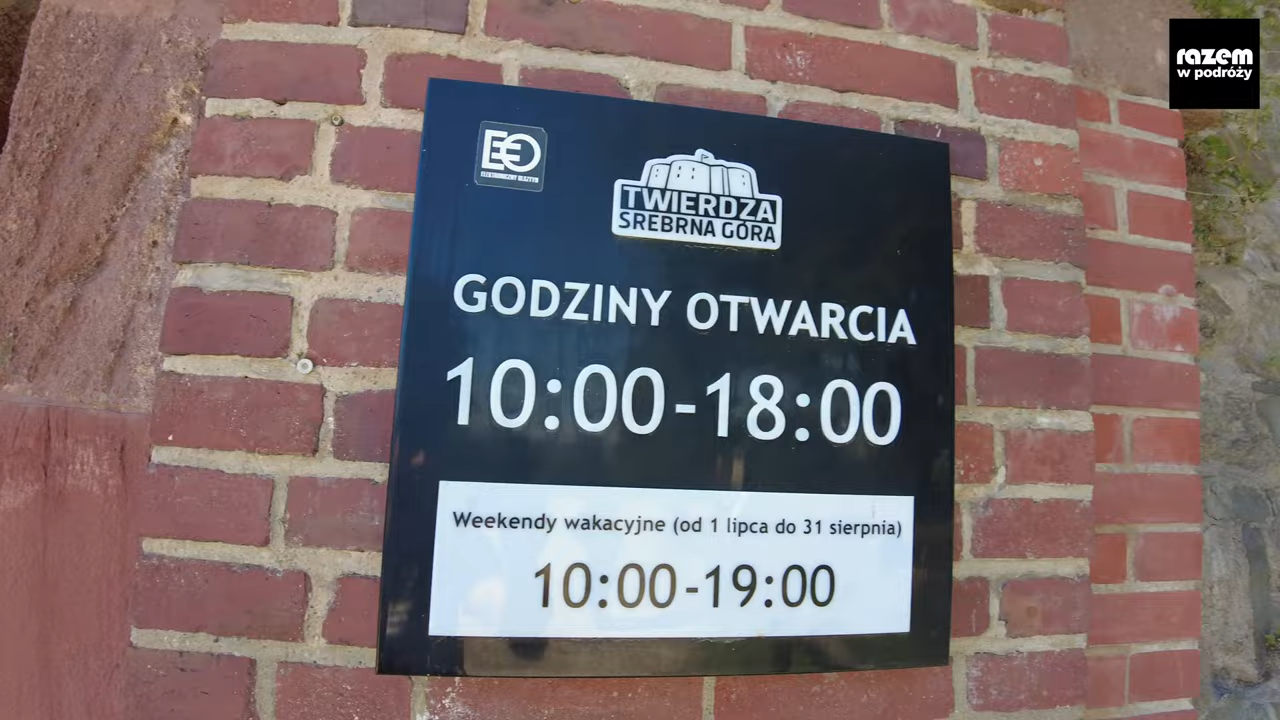 razem
w podróży
EO
ELEKTRONICZNY OLSZTYN
TWIERDZA
SREBRNA GÓRA
GODZINY OTWARCIA
10:00-18:00
Weekendy wakacyjne (od 1 lipca do 31 sierpnia)
10:00-19:00